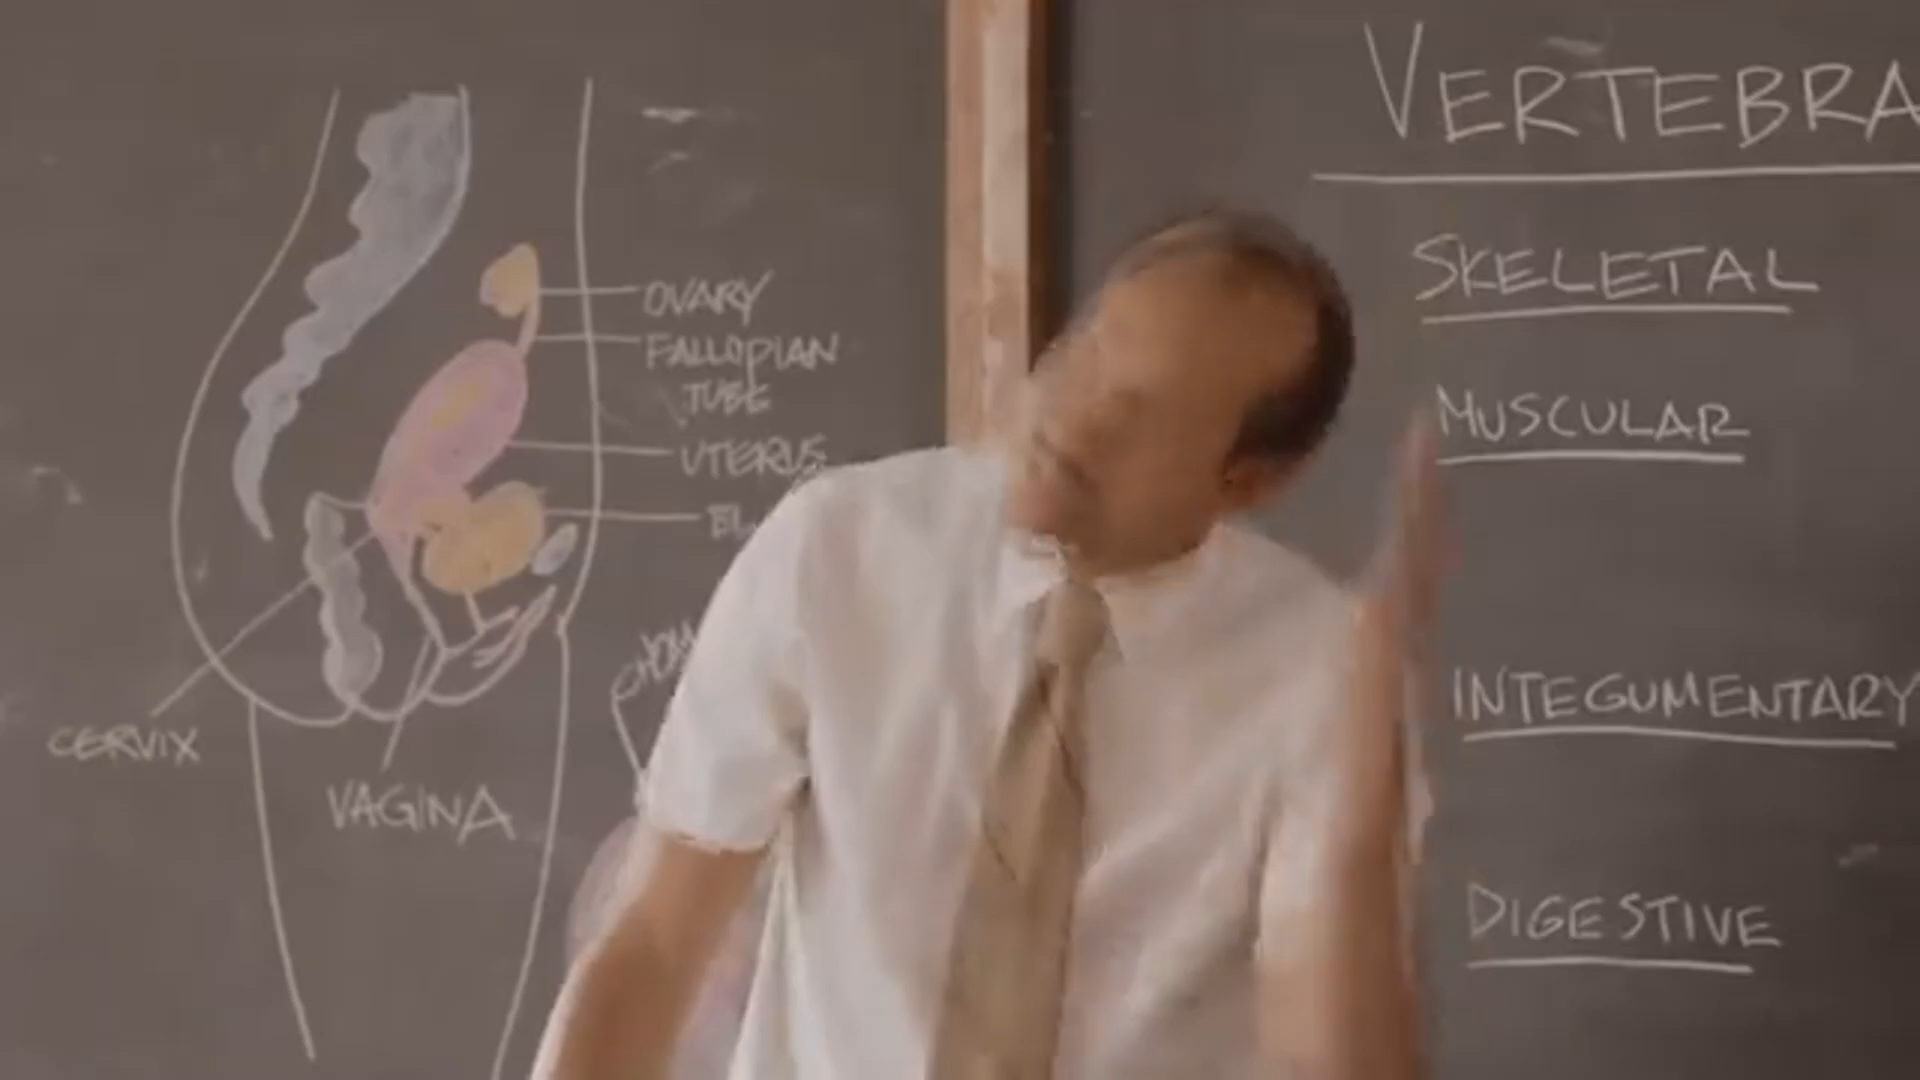 OVARY
FALLOPIAN
TUBE
UTERUS
CERVIX
VAGINA
VERTEBRA
SKELETAL
MUSCULAR
INTEGUMENTARY
DIGESTIVE